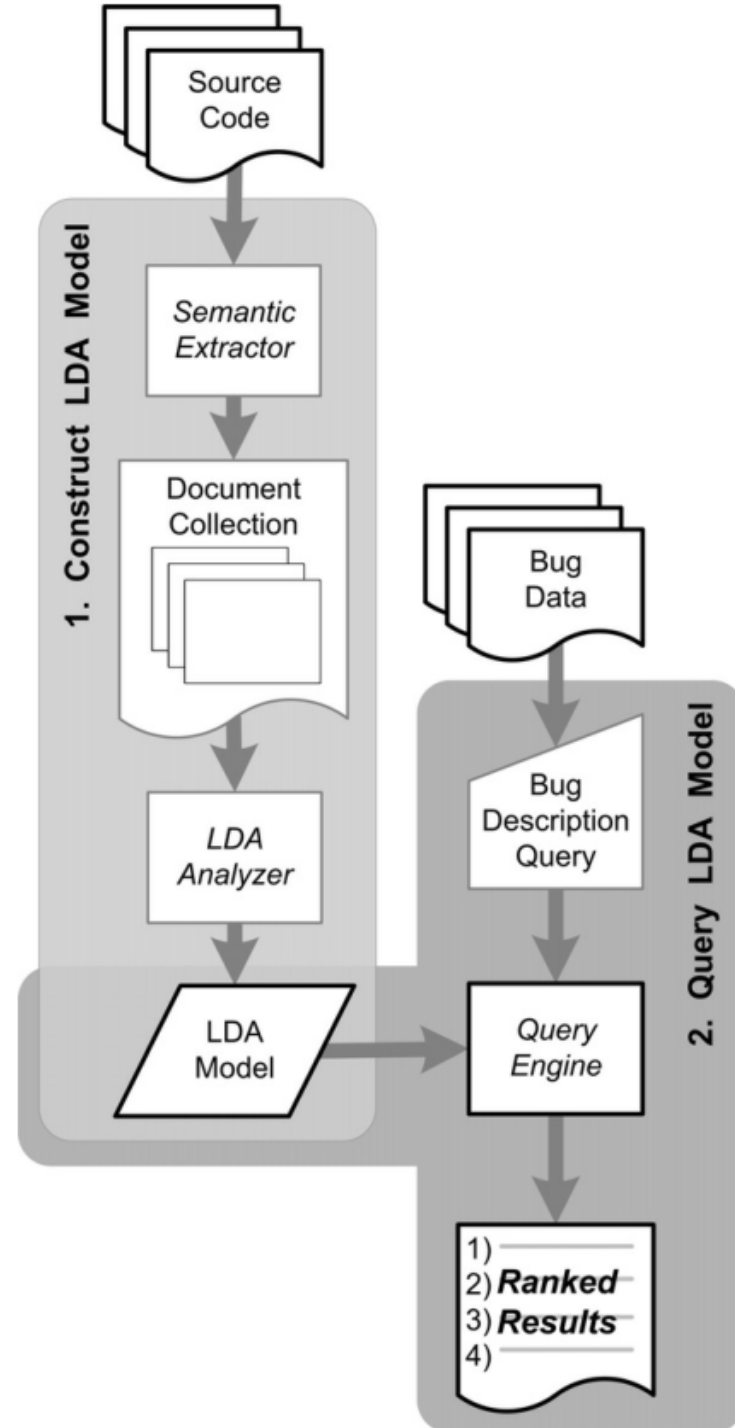 Source
Code
1. Construct LDA Model
Semantic
Extractor
Document
Collection
LDA
Analyzer
LDA
Model
Bug
Data
2. Query LDA Model
Bug
Description
Query
Query
Engine
1)
2) Ranked
3) Results
4)